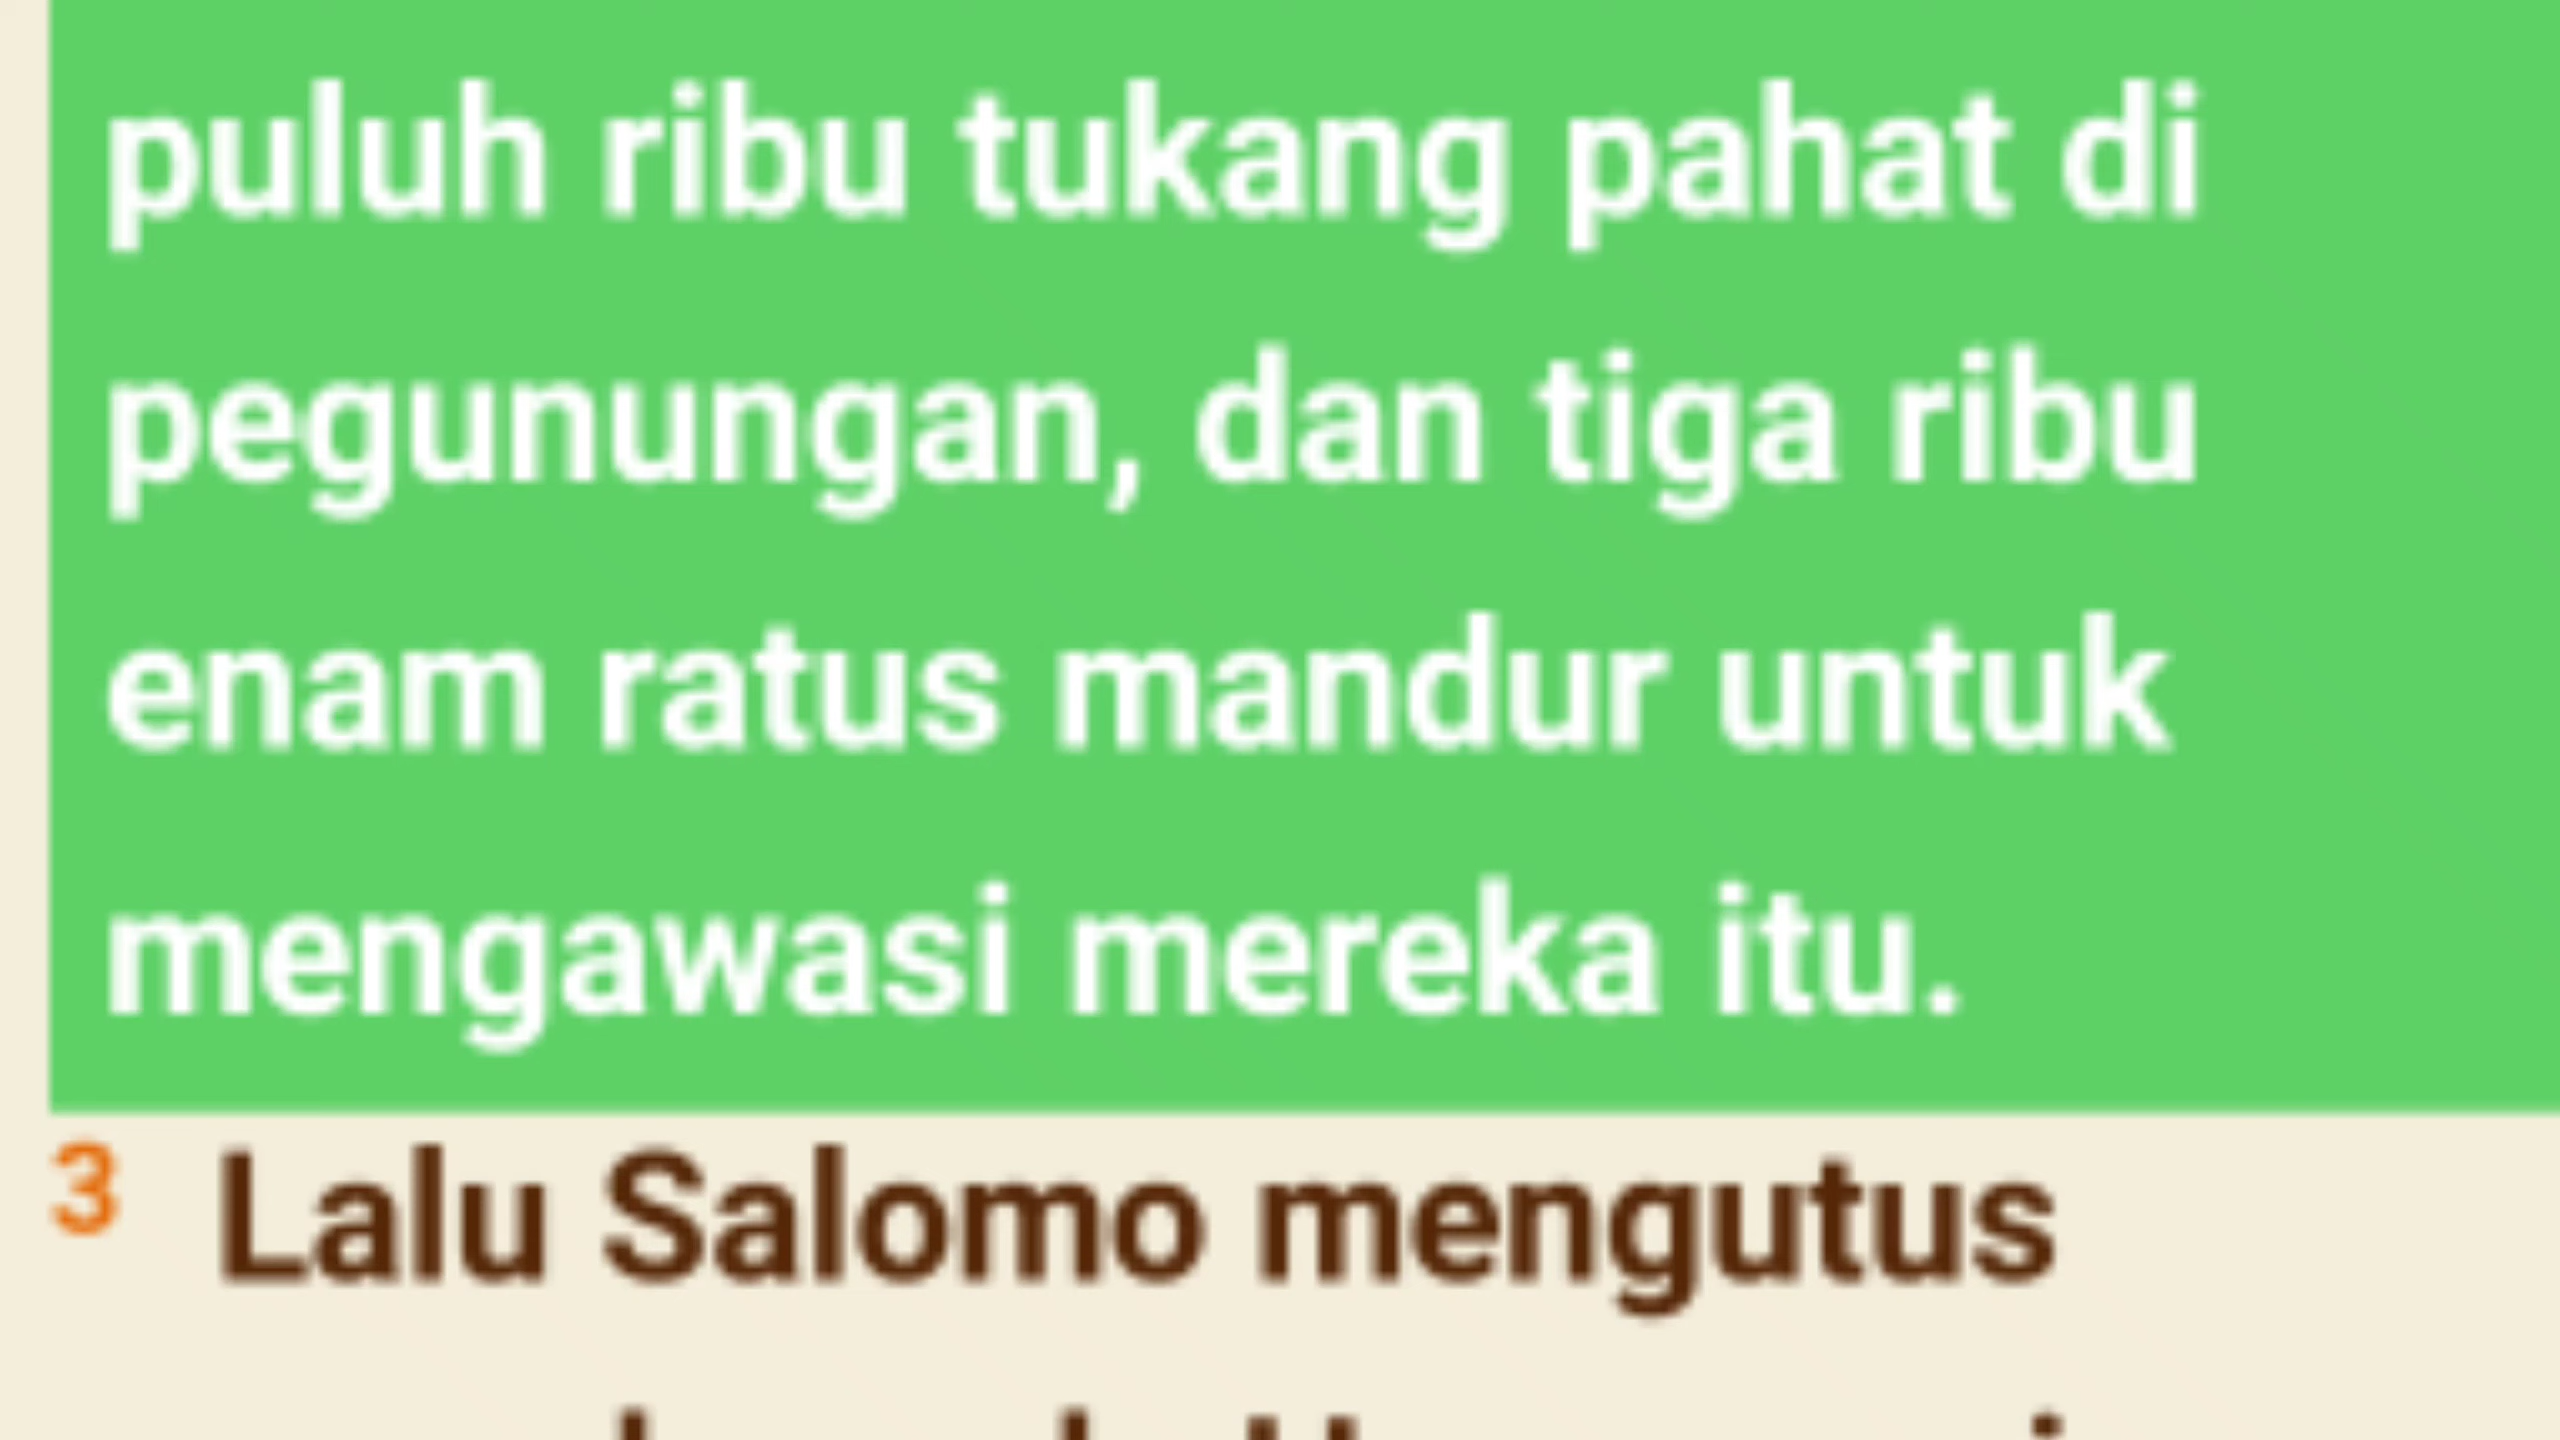 puluh ribu tukang pahat di
pegunungan, dan tiga ribu
enam ratus mandur untuk
mengawasi mereka itu.
3 Lalu Salomo mengutus